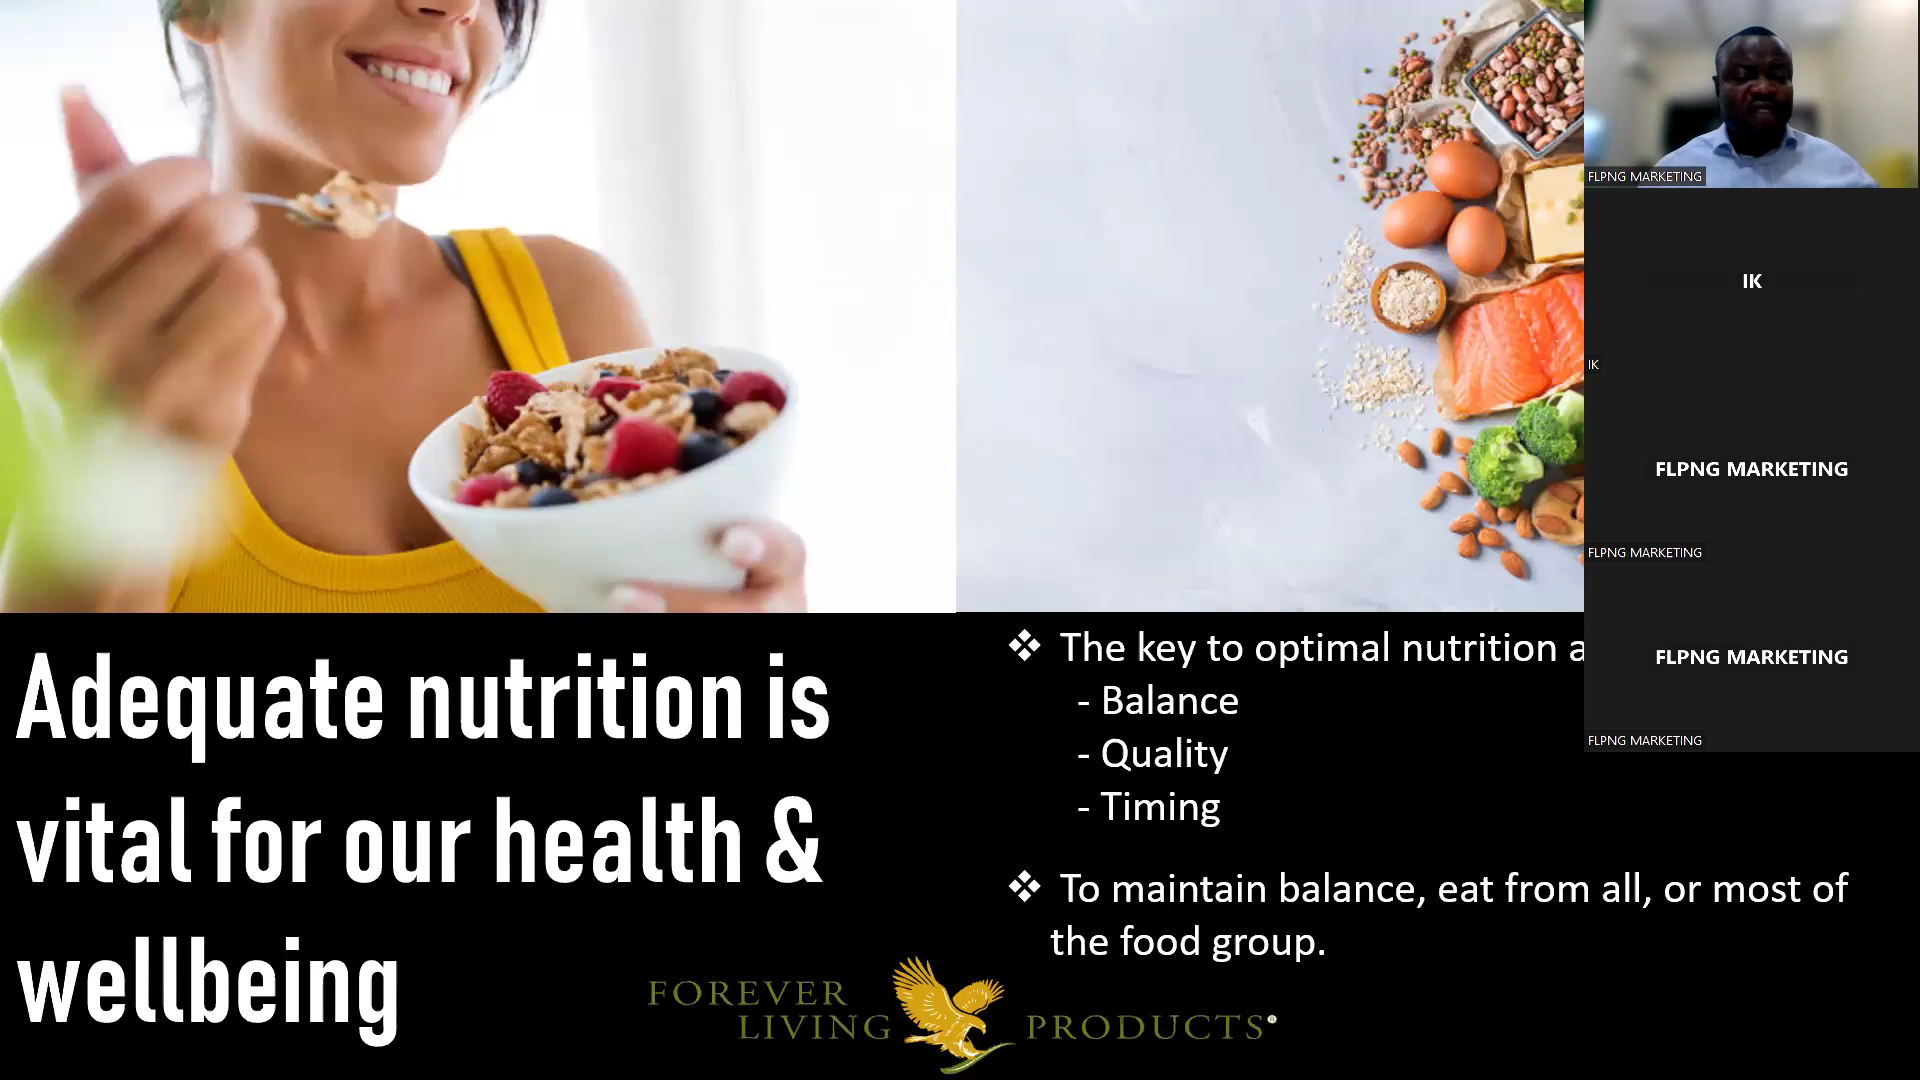 Adequate nutrition is
vital for our health &
wellbeing
❖ The key to optimal nutrition a
- Balance
- Quality
- Timing
❖ To maintain balance, eat from all, or most of
the food group.
FOREVER
LIVING PRODUCTS®
FLPNG MARKETING
IK
IK
FLPNG MARKETING
FLPNG MARKETING
FLPNG MARKETING
FLPNG MARKETING